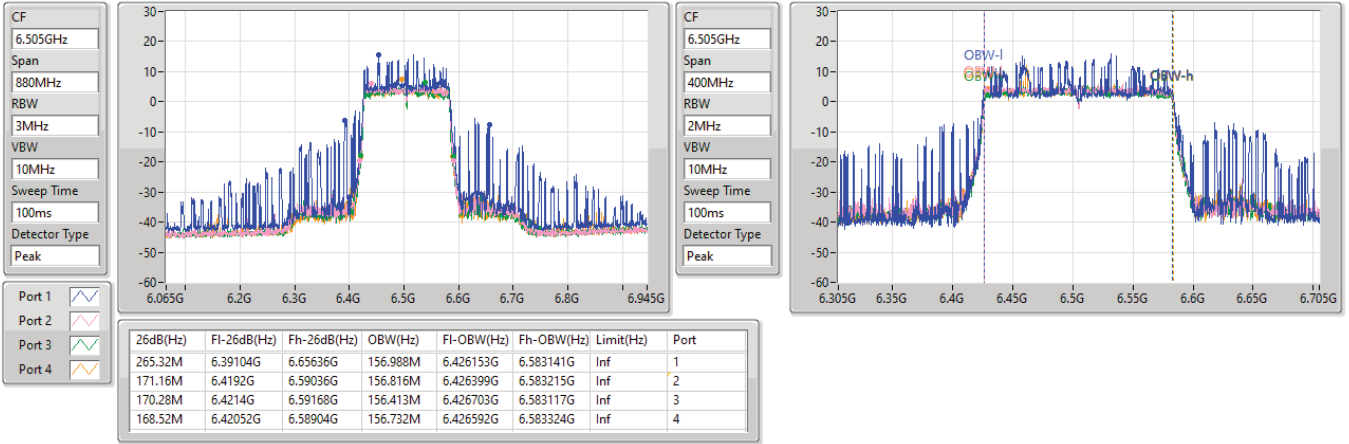 CF
6.505GHz
Span
880MHz
RBW
3MHz
VBW
10MHz
Sweep Time
100ms
Detector Type
Peak
30
20
10
0
-10
-20
-30
-40
-50
-60
6.065G 6.2G 6.3G 6.4G 6.5G 6.6G 6.7G 6.8G 6.945G
CF
6.505GHz
Span
400MHz
RBW
2MHz
VBW
10MHz
Sweep Time
100ms
Detector Type
Peak
30
20
10
0
-10
-20
-30
-40
-50
-60
OBW-l
OBW-h
6.305G 6.35G 6.4G 6.45G 6.5G 6.55G 6.6G 6.65G 6.705G
Port 1
Port 2
Port 3
Port 4
26dB(Hz) Fl-26dB(Hz) Fh-26dB(Hz) OBW(Hz) Fl-OBW(Hz) Fh-OBW(Hz) Limit(Hz) Port
265.32M 6.39104G 6.65636G 156.988M 6.426153G 6.583141G Inf 1
171.16M 6.4192G 6.59036G 156.816M 6.426399G 6.583215G Inf 2
170.28M 6.4214G 6.59168G 156.413M 6.426703G 6.583117G Inf 3
168.52M 6.42052G 6.58904G 156.732M 6.426592G 6.583324G Inf 4